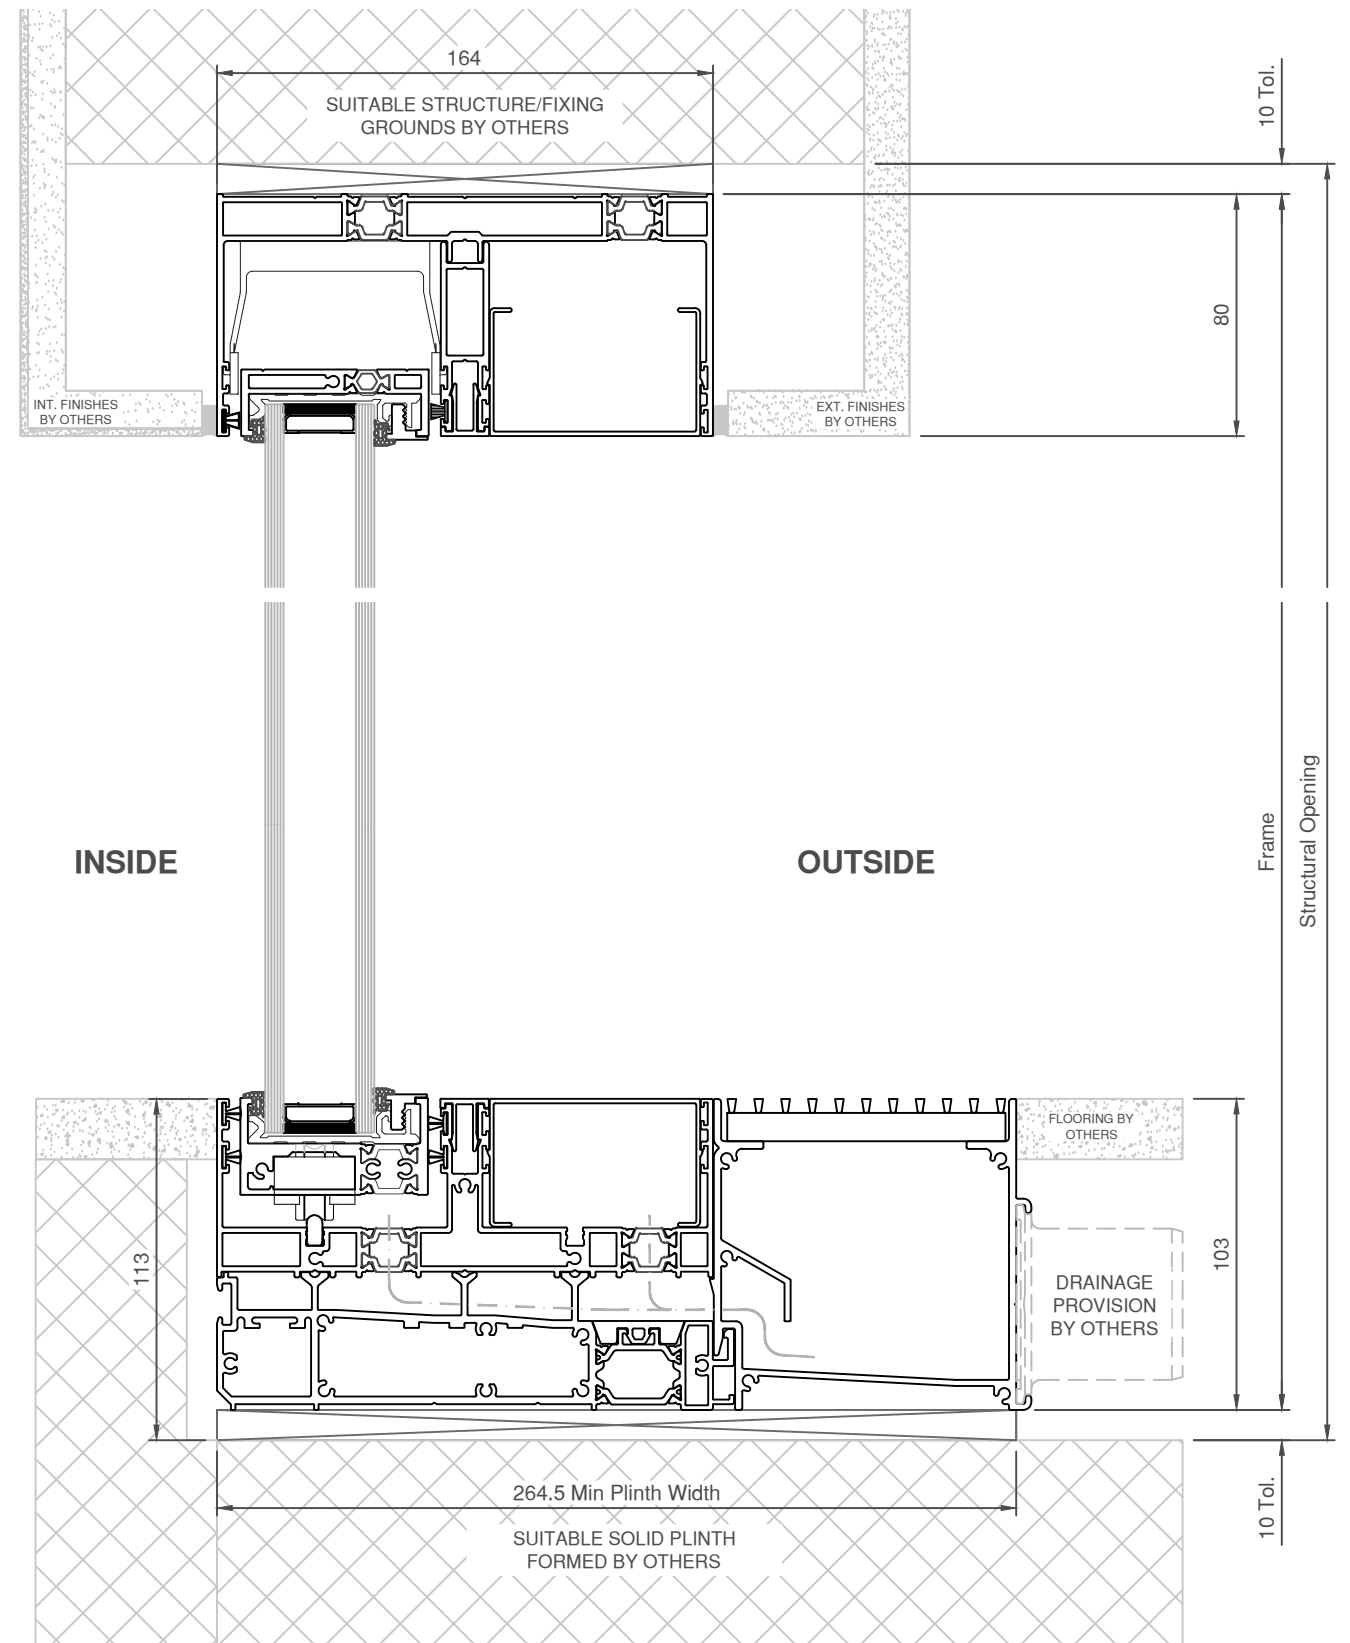 164
SUITABLE STRUCTURE/FIXING
GROUNDS BY OTHERS
10 Tol.
80
INT. FINISHES
BY OTHERS
EXT. FINISHES
BY OTHERS
INSIDE
OUTSIDE
Frame
Structural Opening
FLOORING BY
OTHERS
113
103
DRAINAGE
PROVISION
BY OTHERS
264.5 Min Plinth Width
10 Tol.
SUITABLE SOLID PLINTH
FORMED BY OTHERS